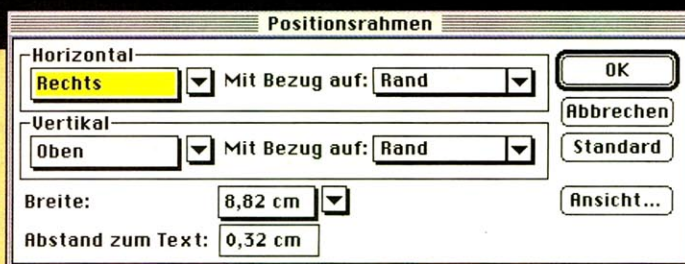 Positionsrahmen
Horizontal
Rechts Mit Bezug auf: Rand
OK
Abbrechen
Vertikal
Oben Mit Bezug auf: Rand
Standard
Breite: 8,82 cm
Ansicht...
Abstand zum Text: 0,32 cm